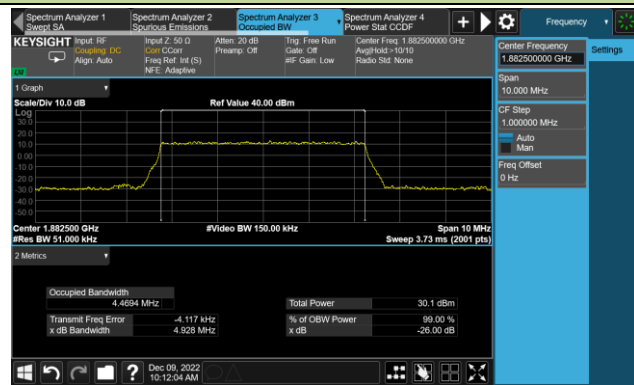 Spectrum Analyzer 1
Swept SA
Spectrum Analyzer 2
Spurious Emissions
Spectrum Analyzer 3
Occupied BW
Spectrum Analyzer 4
Power Stat CCDF
Frequency
KEYSIGHT
Input: RF
Coupling: DC
Align: Auto
Input Z: 50 Ω
Corr CCorr
Freq Ref: Int (S)
NFE: Adaptive
Atten: 20 dB
Preamp: Off
Trig: Free Run
Gate: Off
#IF Gain: Low
Center Freq: 1.882500000 GHz
Avg|Hold:>10/10
Radio Std: None
Center Frequency
1.882500000 GHz
Settings
Span
10.000 MHz
CF Step
1.000000 MHz
Auto
Man
Freq Offset
0 Hz
1 Graph
Scale/Div 10.0 dB
Ref Value 40.00 dBm
Log
30.0
20.0
10.0
0.00
-10.0
-20.0
-30.0
-40.0
-50.0
Center 1.882500 GHz
#Res BW 51.000 kHz
#Video BW 150.00 kHz
Span 10 MHz
Sweep 3.73 ms (2001 pts)
2 Metrics
Occupied Bandwidth
4.4694 MHz
Total Power 30.1 dBm
Transmit Freq Error -4.117 kHz
% of OBW Power 99.00 %
x dB Bandwidth 4.928 MHz
x dB -26.00 dB
?
Dec 09, 2022
10:12:04 AM